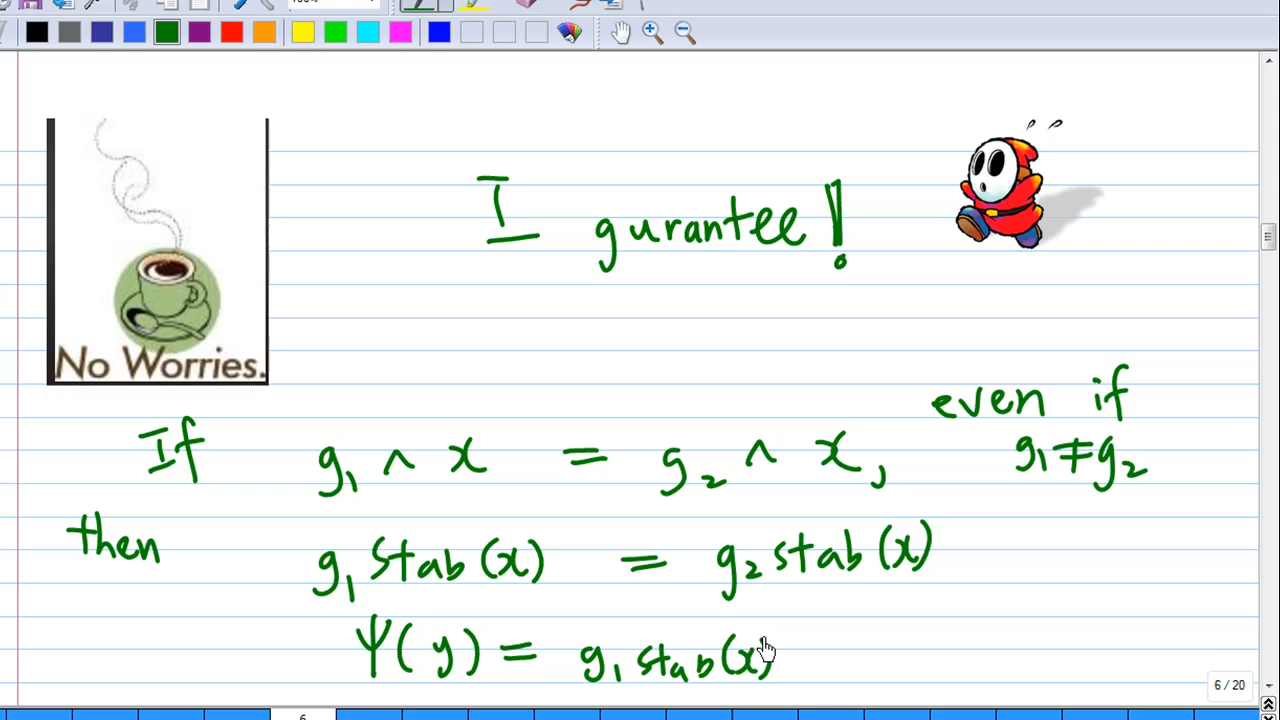 I gurantee!
No Worries.
even if
If g₁ ^ x = g₂ ^ x, g₁ ≠ g₂
then g₁ stab(x) = g₂ stab(x)
Ψ(y) = g₁ stab(x)
6 / 20
6